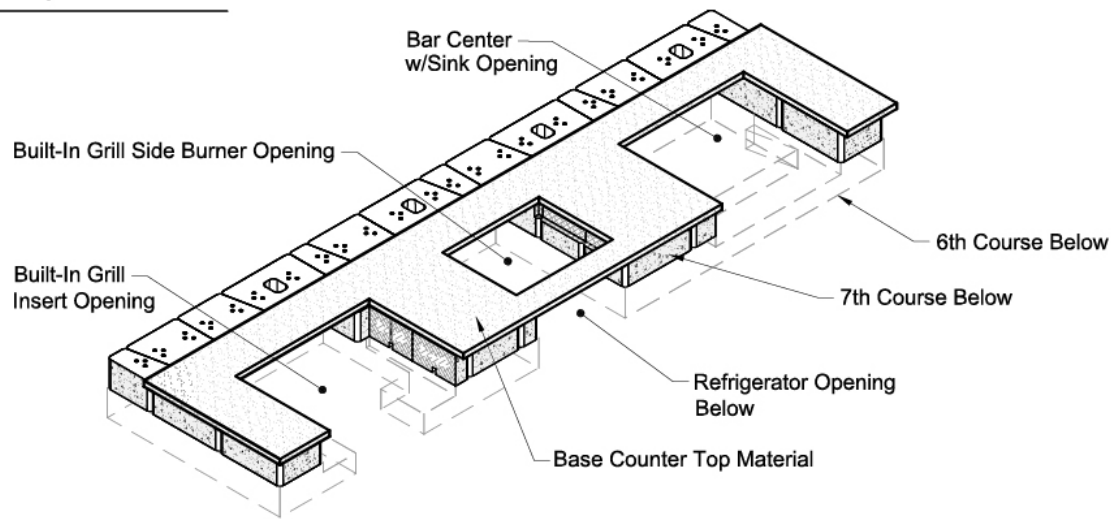 Bar Center
w/Sink Opening
Built-In Grill Side Burner Opening
Built-In Grill
Insert Opening
6th Course Below
7th Course Below
Refrigerator Opening
Below
Base Counter Top Material